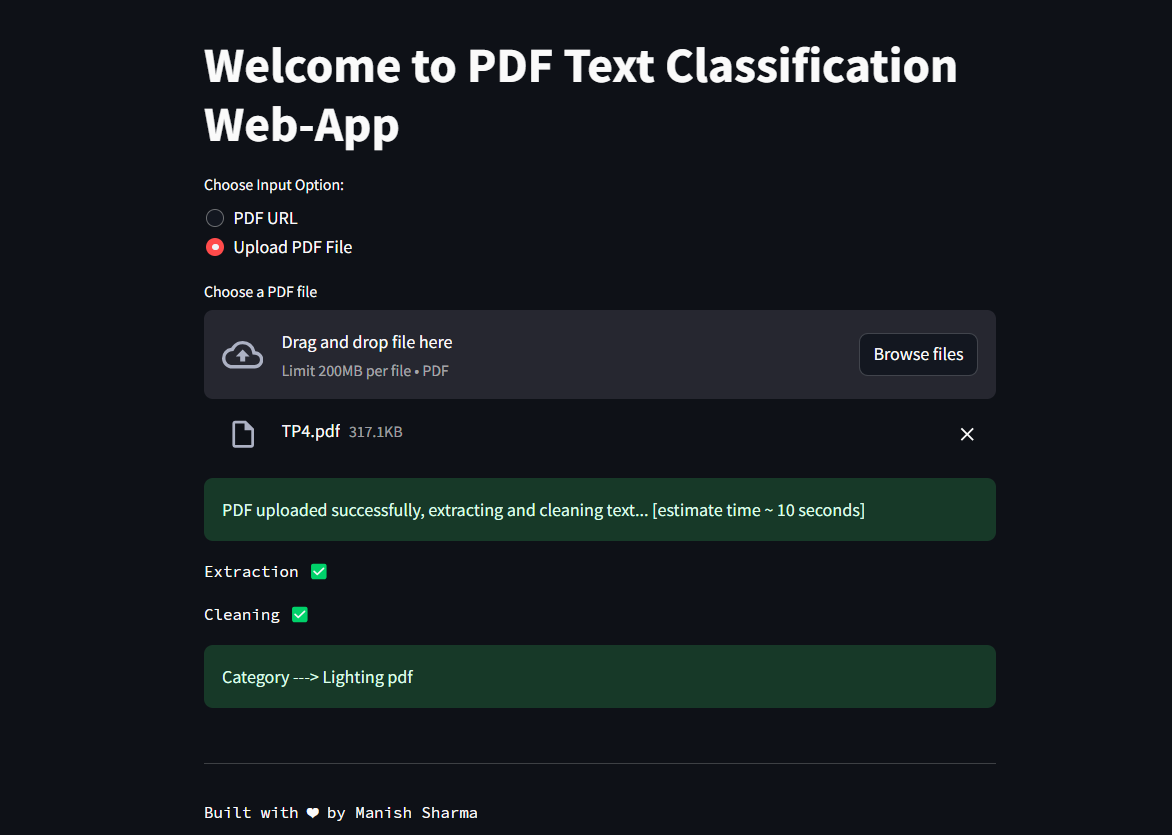 Welcome to PDF Text Classification
Web-App
Choose Input Option:
PDF URL
Upload PDF File
Choose a PDF file
Drag and drop file here
Limit 200MB per file • PDF
Browse files
TP4.pdf 317.1KB
PDF uploaded successfully, extracting and cleaning text... [estimate time ~ 10 seconds]
Extraction ✅
Cleaning ✅
Category ---> Lighting pdf
Built with ❤ by Manish Sharma